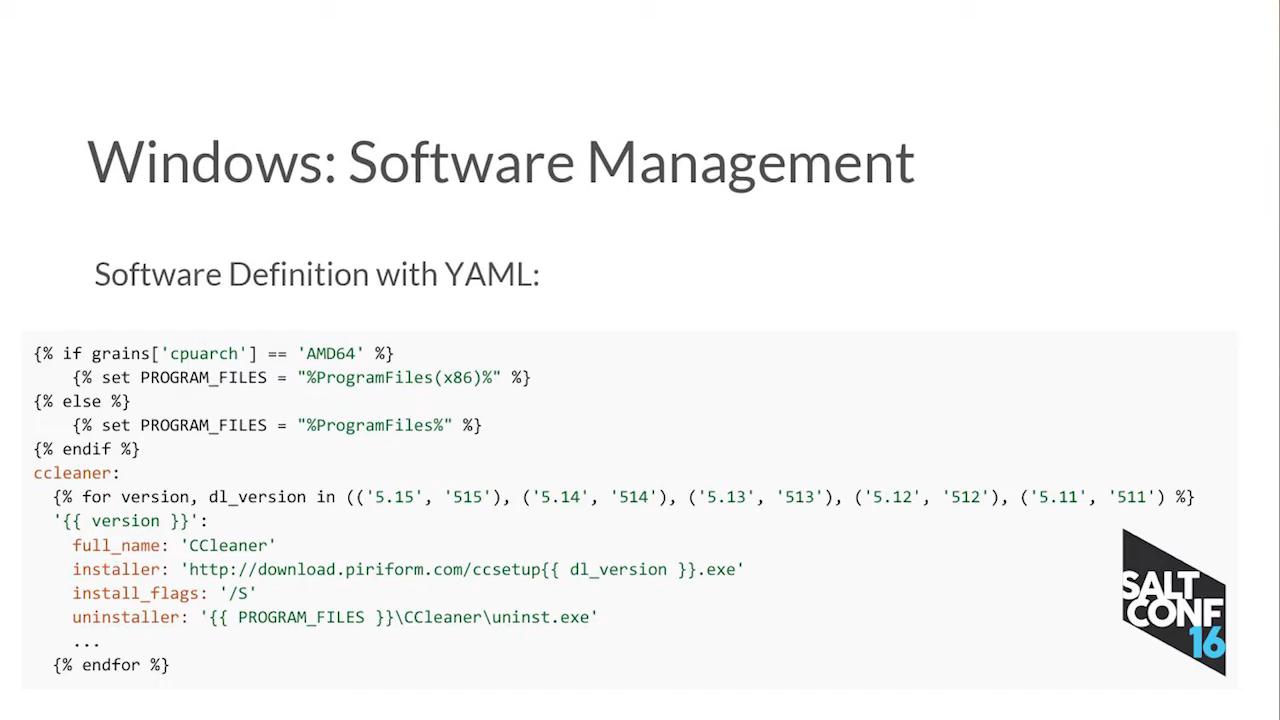 Windows: Software Management
Software Definition with YAML:
{% if grains['cpuarch'] == 'AMD64' %}
    {% set PROGRAM_FILES = "%ProgramFiles(x86)%" %}
{% else %}
    {% set PROGRAM_FILES = "%ProgramFiles%" %}
{% endif %}
ccleaner:
  {% for version, dl_version in (('5.15', '515'), ('5.14', '514'), ('5.13', '513'), ('5.12', '512'), ('5.11', '511') %}
  '{{ version }}':
    full_name: 'CCleaner'
    installer: 'http://download.piriform.com/ccsetup{{ dl_version }}.exe'
    install_flags: '/S'
    uninstaller: '{{ PROGRAM_FILES }}\CCleaner\uninst.exe'
    ...
  {% endfor %}
SALT
CONF
16